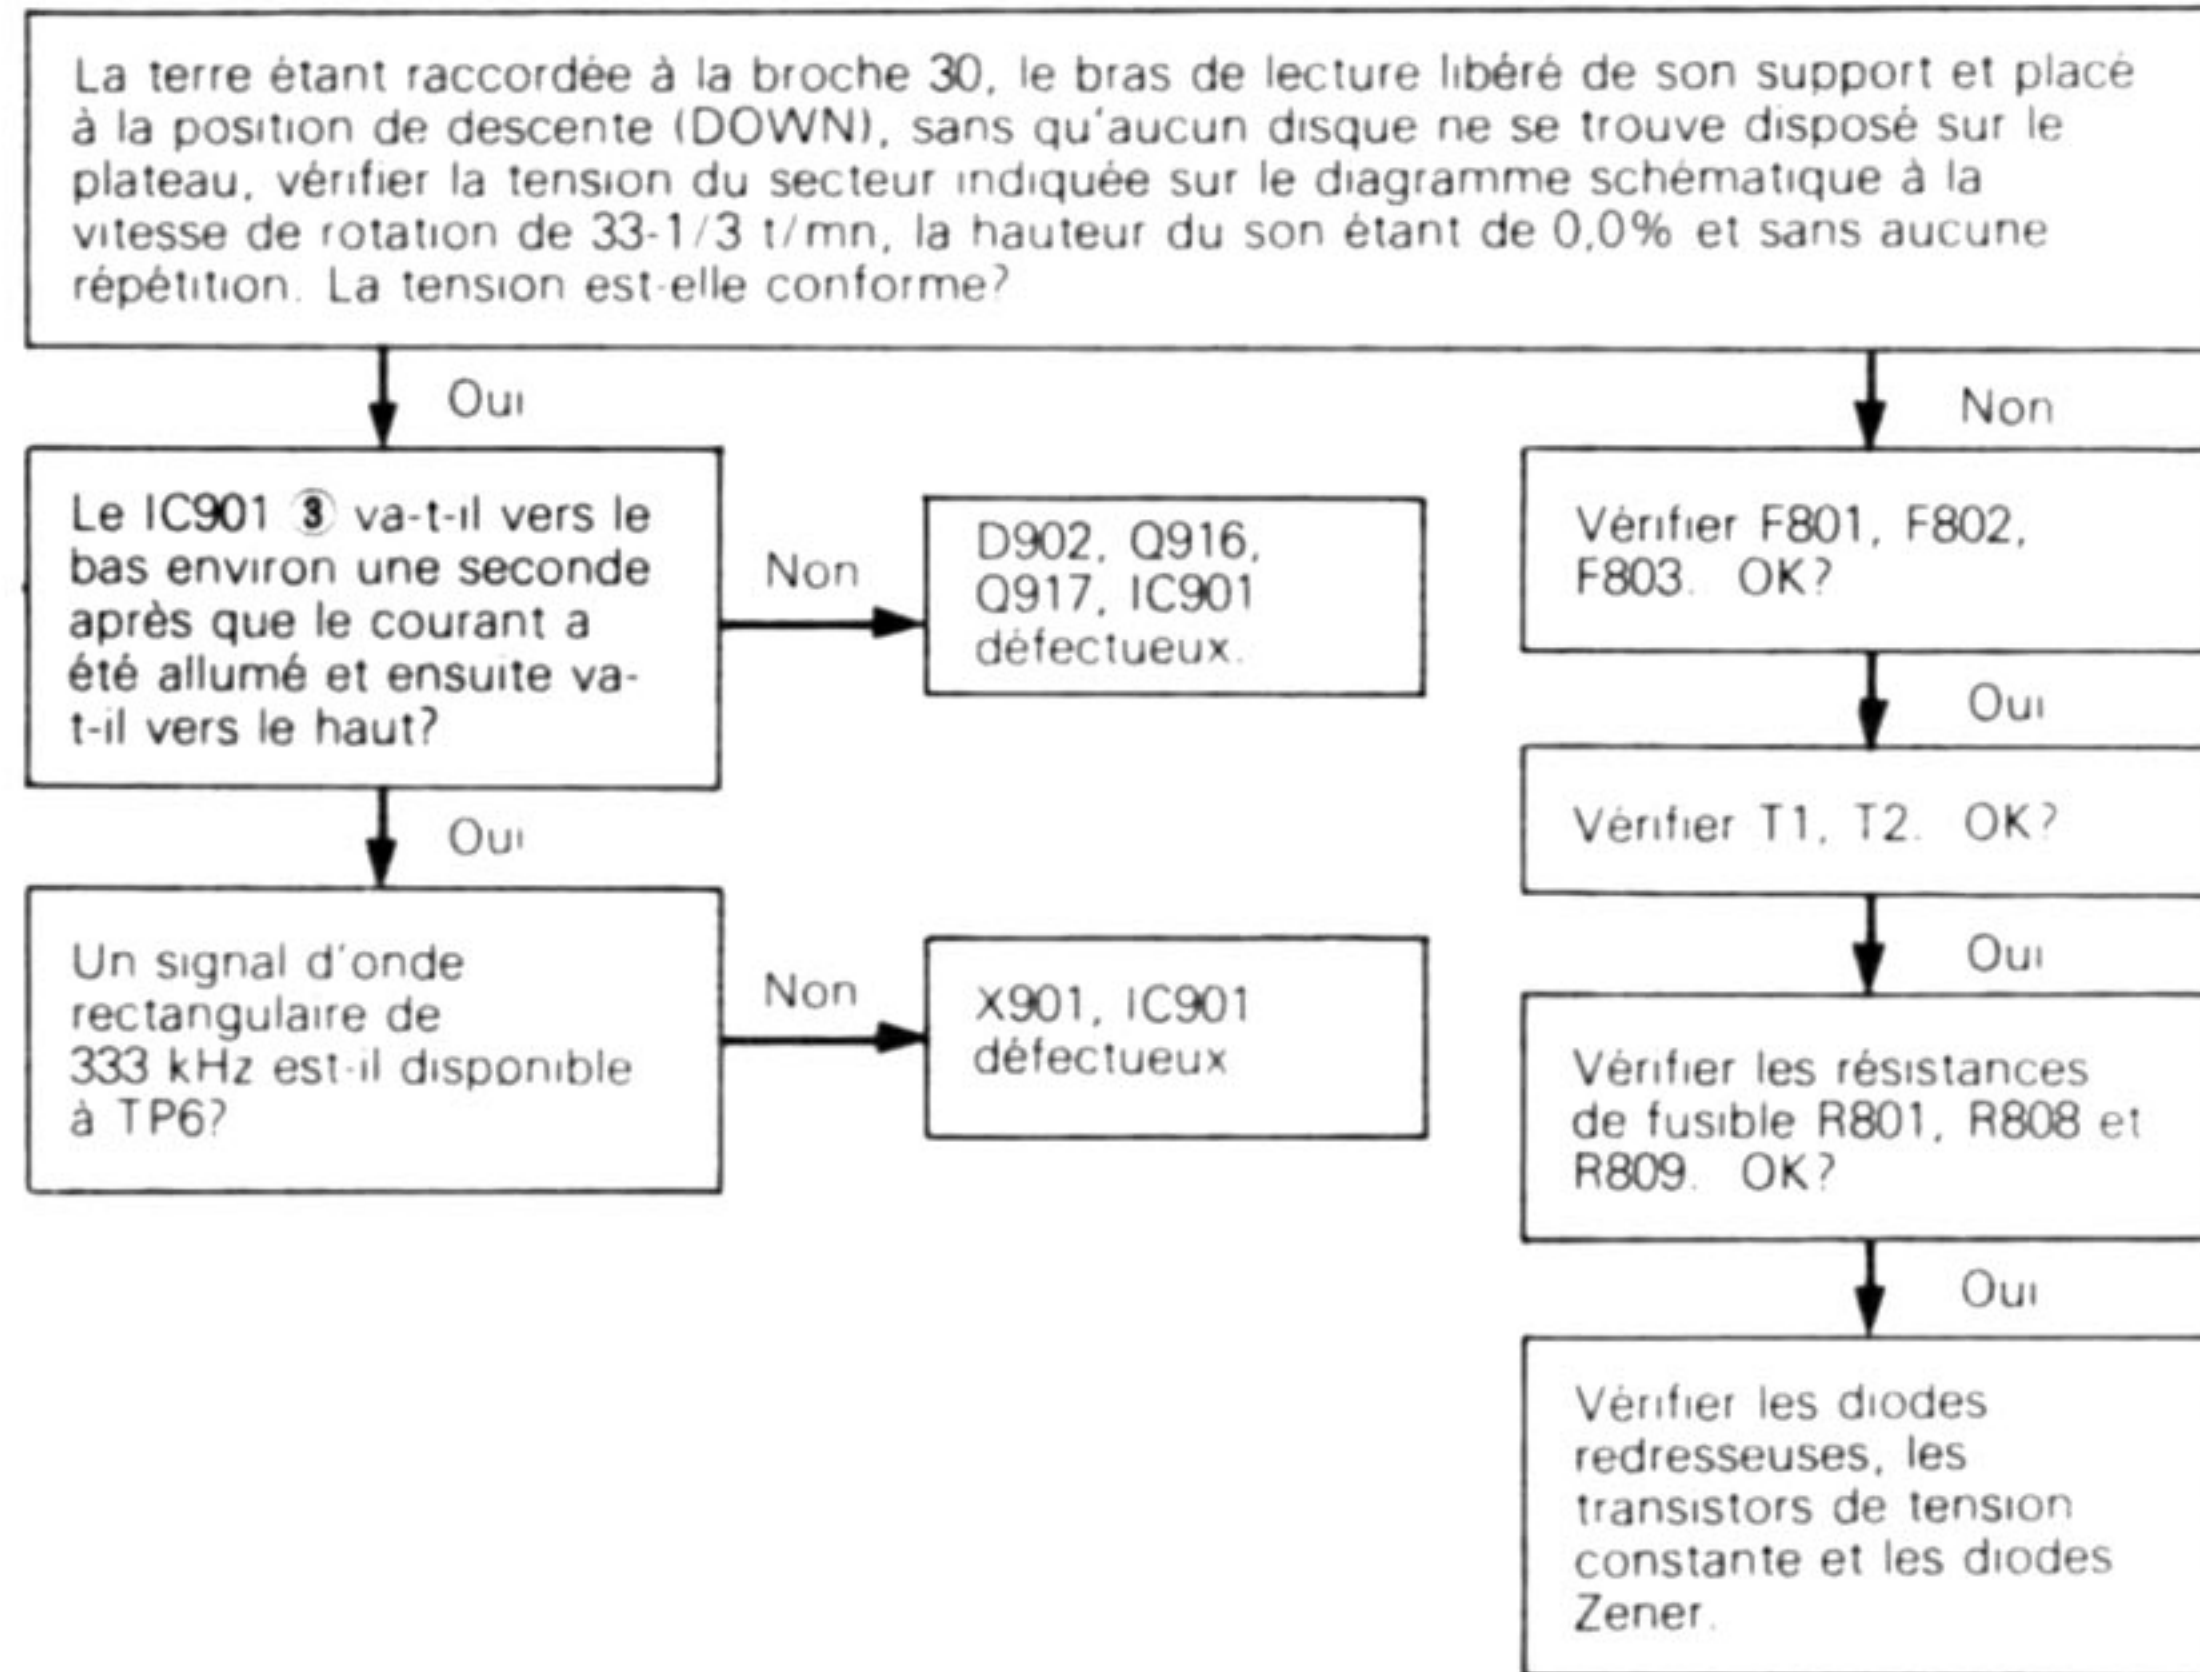 La terre étant raccordée à la broche 30, le bras de lecture libéré de son support et placé
à la position de descente (DOWN), sans qu'aucun disque ne se trouve disposé sur le
plateau, vérifier la tension du secteur indiquée sur le diagramme schématique à la
vitesse de rotation de 33-1/3 t/mn, la hauteur du son étant de 0,0% et sans aucune
répétition. La tension est-elle conforme?
Oui
Non
Le IC901 ③ va-t-il vers le
bas environ une seconde
après que le courant a
été allumé et ensuite va-
t-il vers le haut?
Non
D902, Q916,
Q917, IC901
défectueux.
Vérifier F801, F802,
F803. OK?
Oui
Vérifier T1, T2. OK?
Oui
Oui
Un signal d'onde
rectangulaire de
333 kHz est-il disponible
à TP6?
Non
X901, IC901
défectueux
Vérifier les résistances
de fusible R801, R808 et
R809. OK?
Oui
Vérifier les diodes
redresseuses, les
transistors de tension
constante et les diodes
Zener.